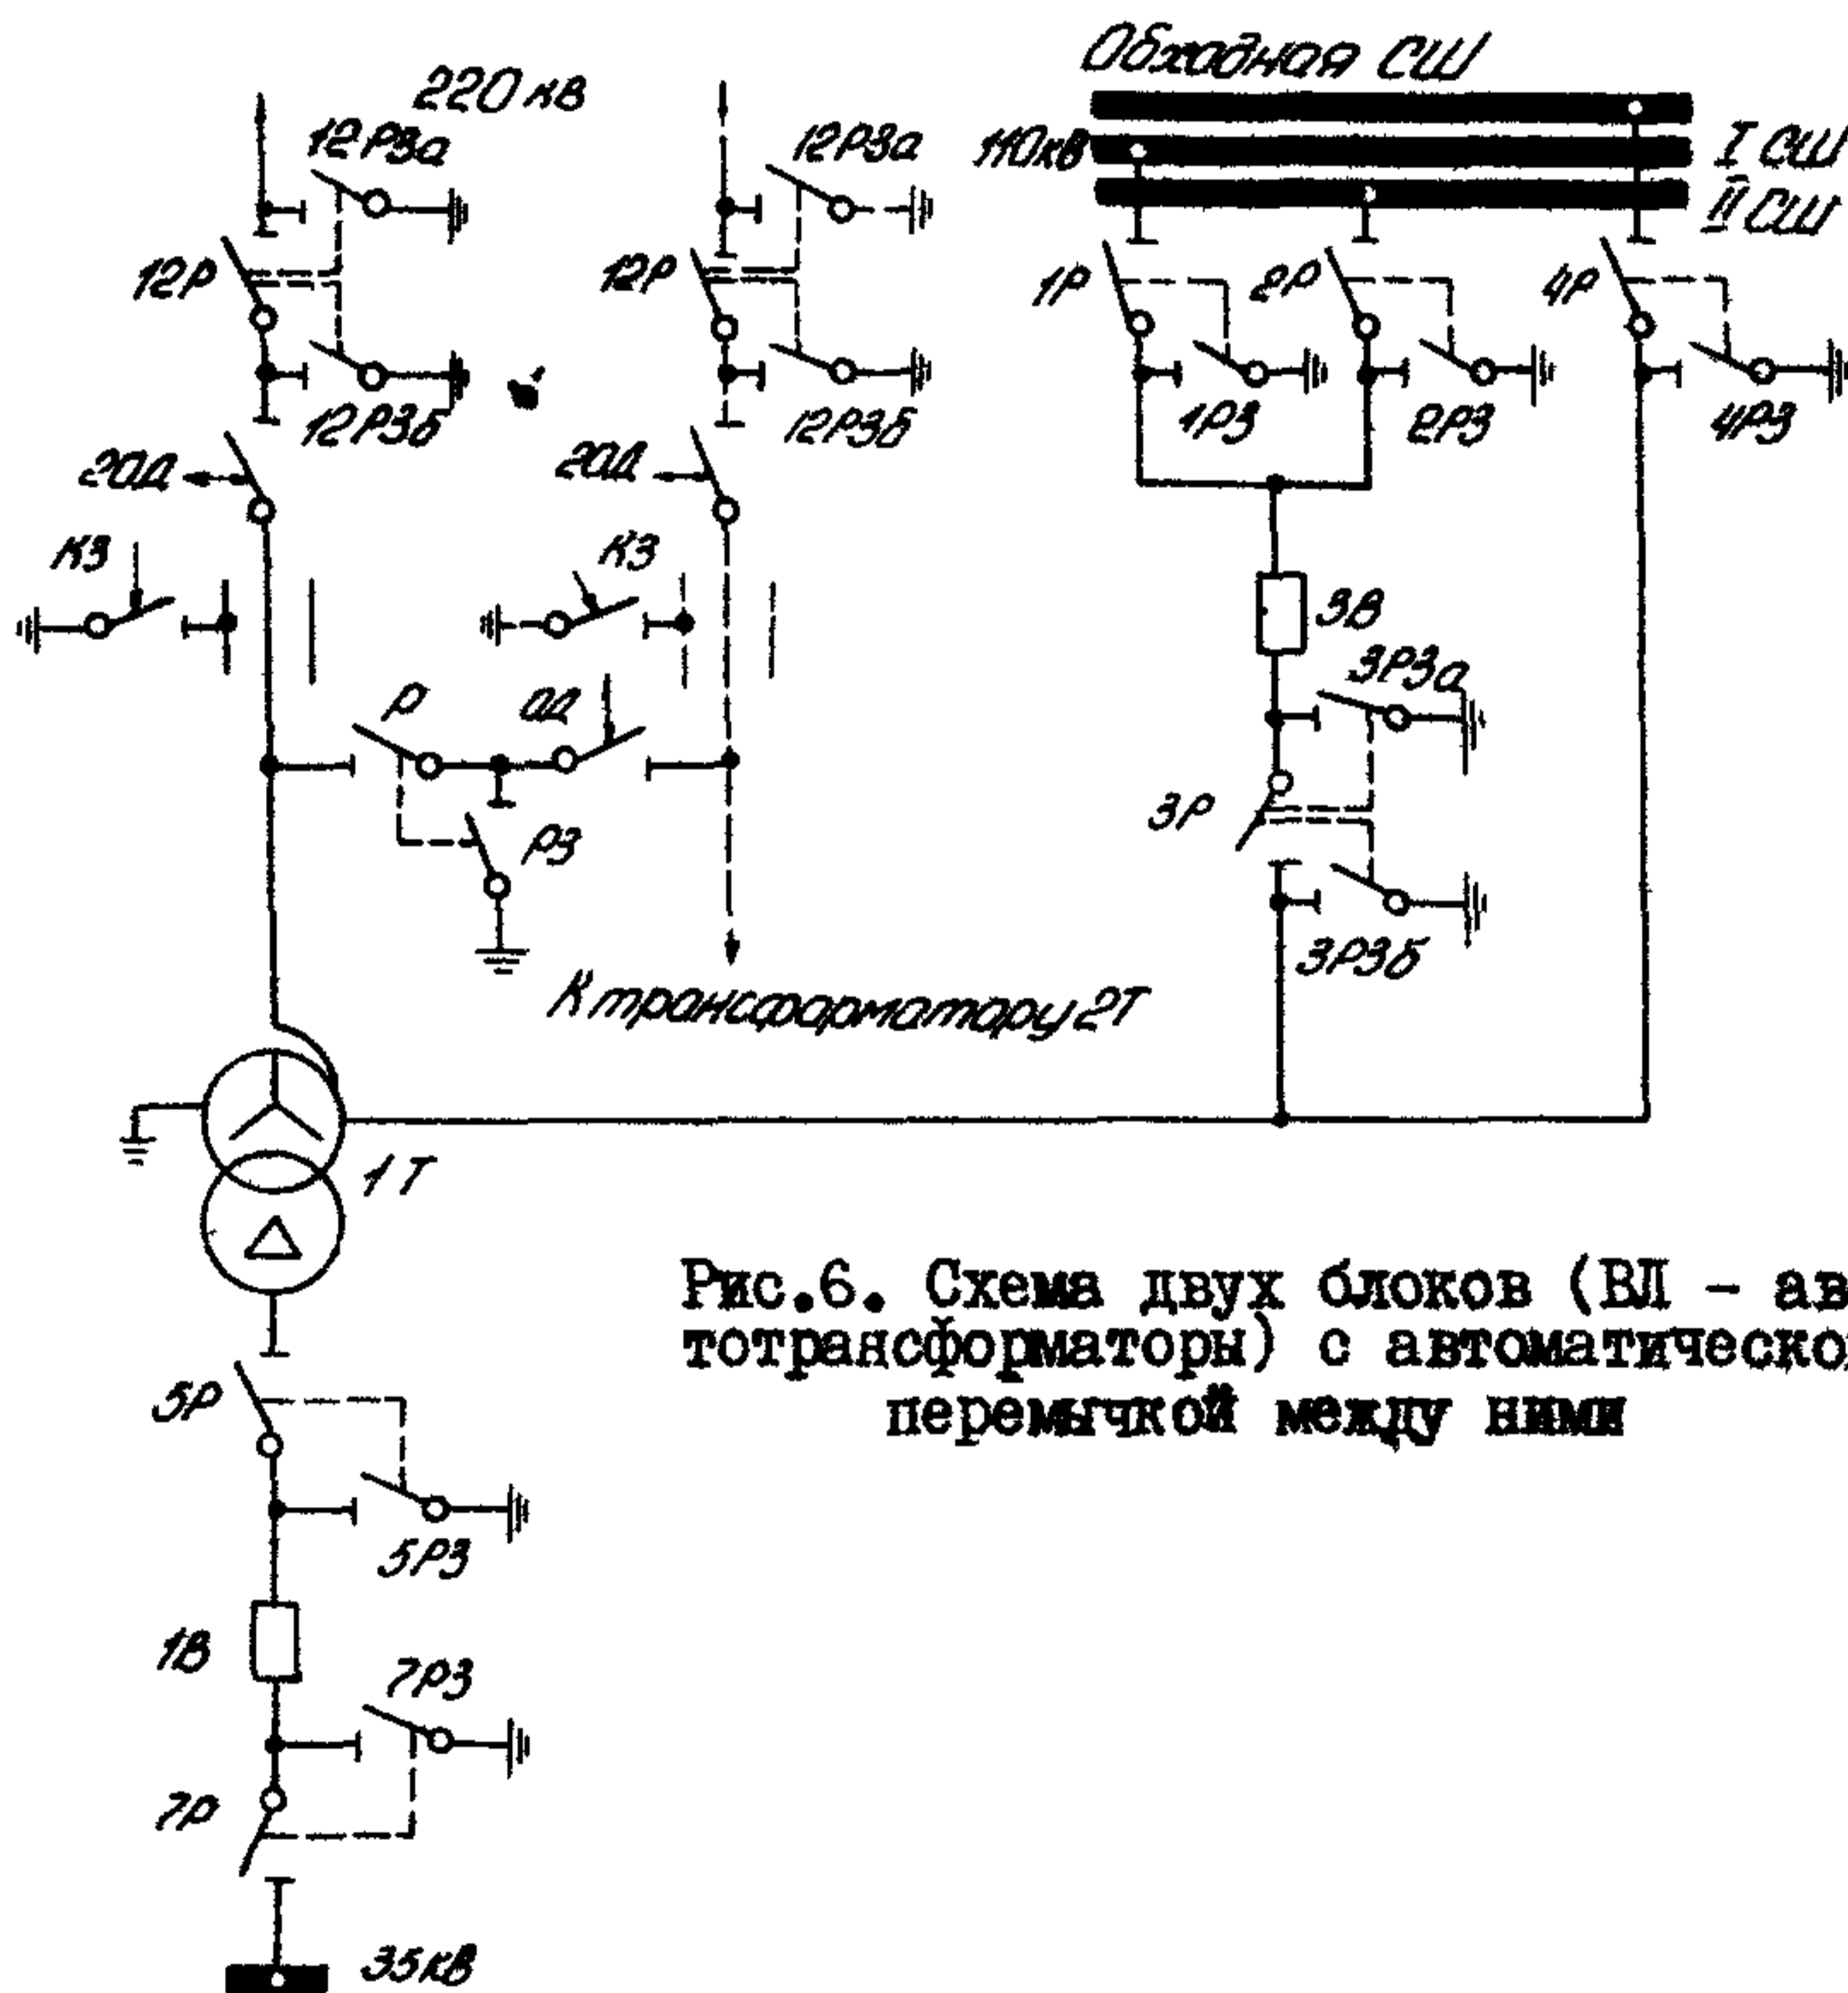 Обходная СШ
220 кв
12РЗа
12РЗа
110кв
I СШ
II СШ
12Р
12Р
1Р
2Р
4Р
12РЗб
12РЗб
1РЗ
2РЗ
4РЗ
2ОД
2ОД
КЗ
КЗ
3В
3РЗа
Р
ОД
3Р
РЗ
3РЗб
К трансформатору 2Т
1Т
Рис.6. Схема двух блоков (ВЛ - ав
тотрансформаторы) с автоматическо
перемычкой между ними
5Р
5РЗ
1В
7РЗ
7Р
35кв